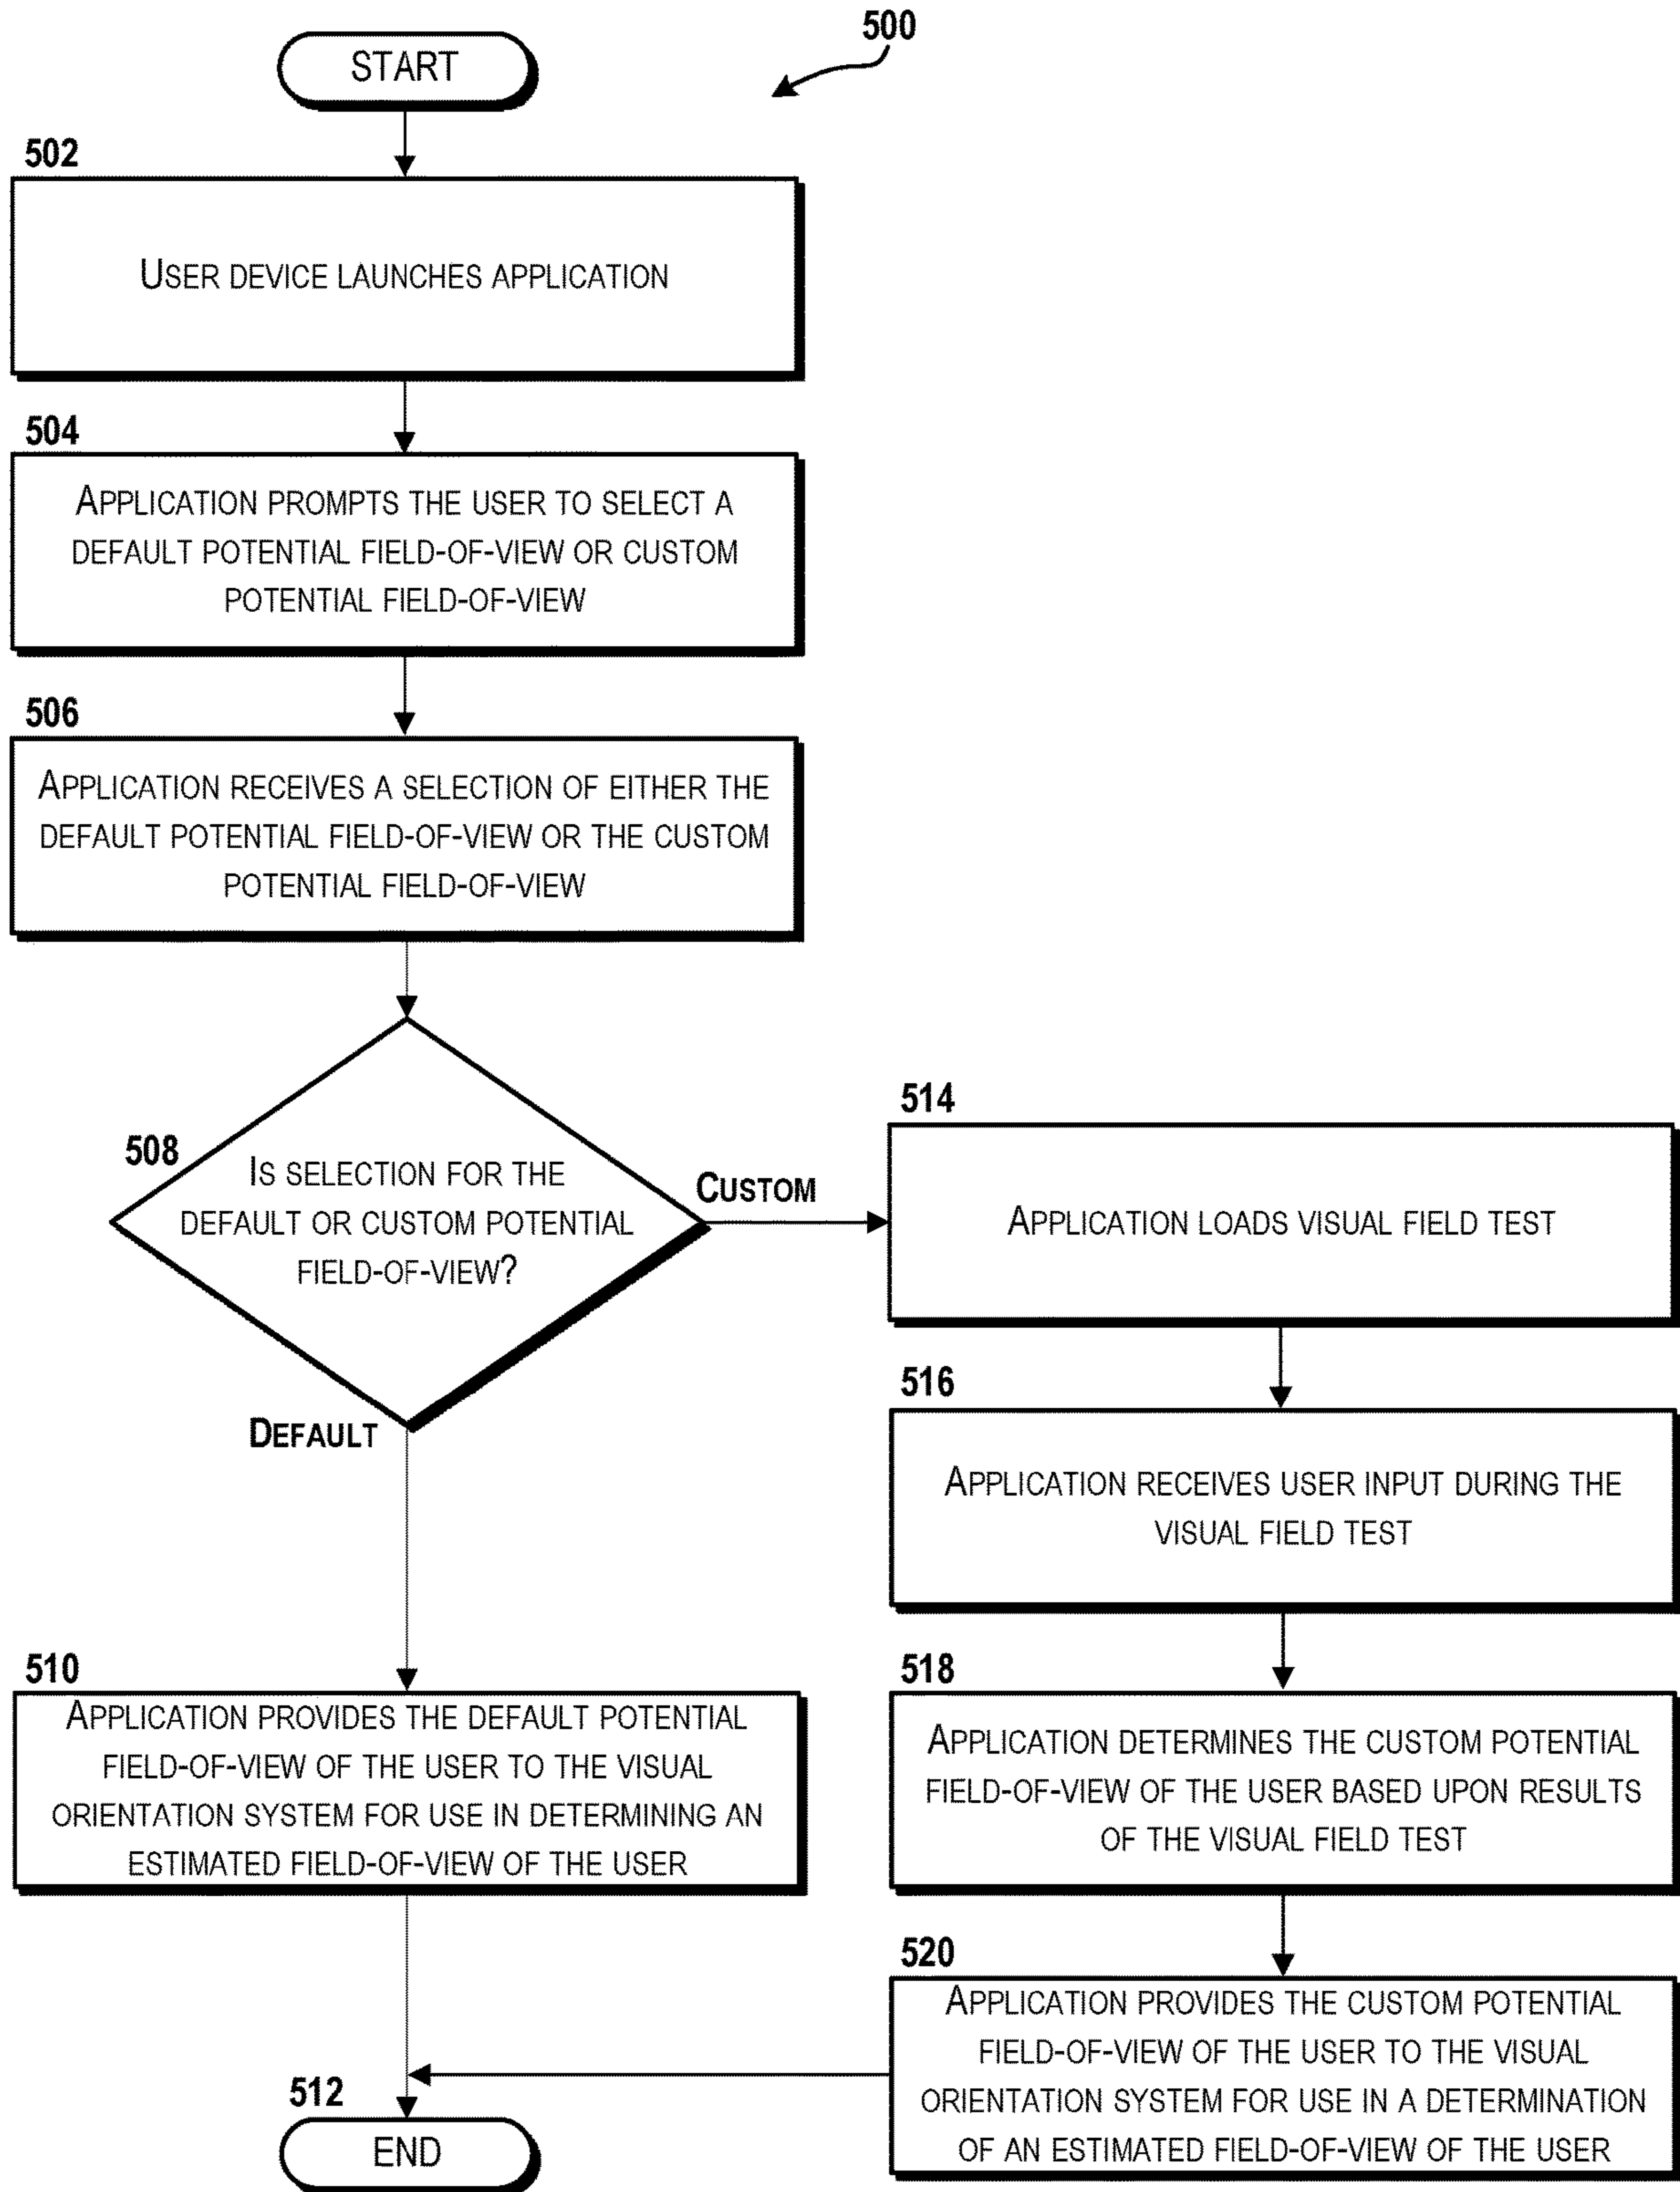 500
START
502
USER DEVICE LAUNCHES APPLICATION
504
APPLICATION PROMPTS THE USER TO SELECT A
DEFAULT POTENTIAL FIELD-OF-VIEW OR CUSTOM
POTENTIAL FIELD-OF-VIEW
506
APPLICATION RECEIVES A SELECTION OF EITHER THE
DEFAULT POTENTIAL FIELD-OF-VIEW OR THE CUSTOM
POTENTIAL FIELD-OF-VIEW
508
IS SELECTION FOR THE
DEFAULT OR CUSTOM POTENTIAL
FIELD-OF-VIEW?
CUSTOM
DEFAULT
510
APPLICATION PROVIDES THE DEFAULT POTENTIAL
FIELD-OF-VIEW OF THE USER TO THE VISUAL
ORIENTATION SYSTEM FOR USE IN DETERMINING AN
ESTIMATED FIELD-OF-VIEW OF THE USER
514
APPLICATION LOADS VISUAL FIELD TEST
516
APPLICATION RECEIVES USER INPUT DURING THE
VISUAL FIELD TEST
518
APPLICATION DETERMINES THE CUSTOM POTENTIAL
FIELD-OF-VIEW OF THE USER BASED UPON RESULTS
OF THE VISUAL FIELD TEST
520
APPLICATION PROVIDES THE CUSTOM POTENTIAL
FIELD-OF-VIEW OF THE USER TO THE VISUAL
ORIENTATION SYSTEM FOR USE IN A DETERMINATION
OF AN ESTIMATED FIELD-OF-VIEW OF THE USER
512
END